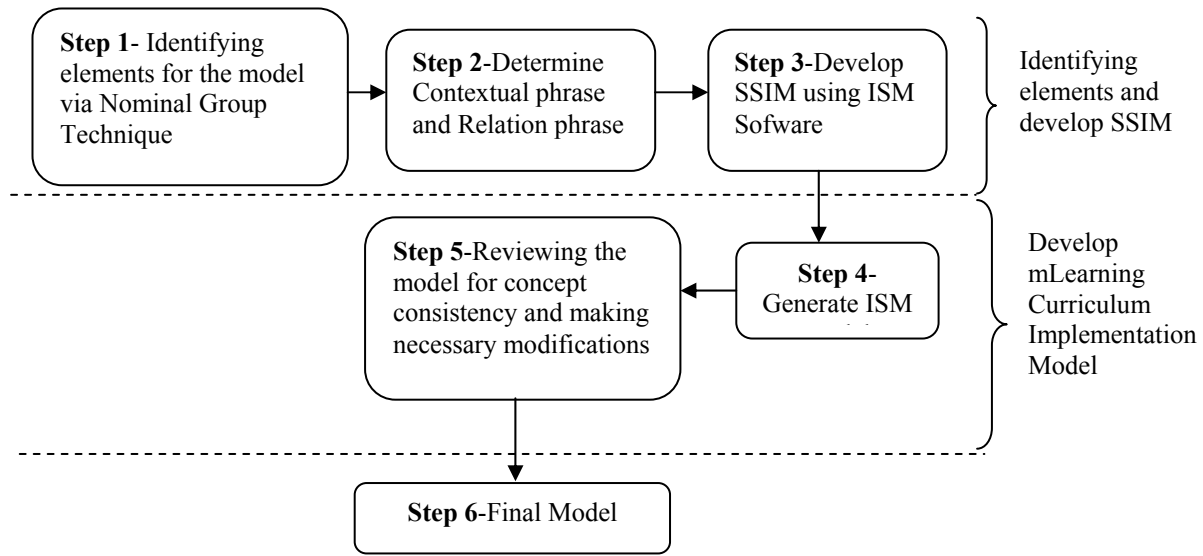 Step 1- Identifying
elements for the model
via Nominal Group
Technique
Step 2-Determine
Contextual phrase
and Relation phrase
Step 3-Develop
SSIM using ISM
Sofware
Identifying
elements and
develop SSIM
Step 4-
Generate ISM
Step 5-Reviewing the
model for concept
consistency and making
necessary modifications
Develop
mLearning
Curriculum
Implementation
Model
Step 6-Final Model